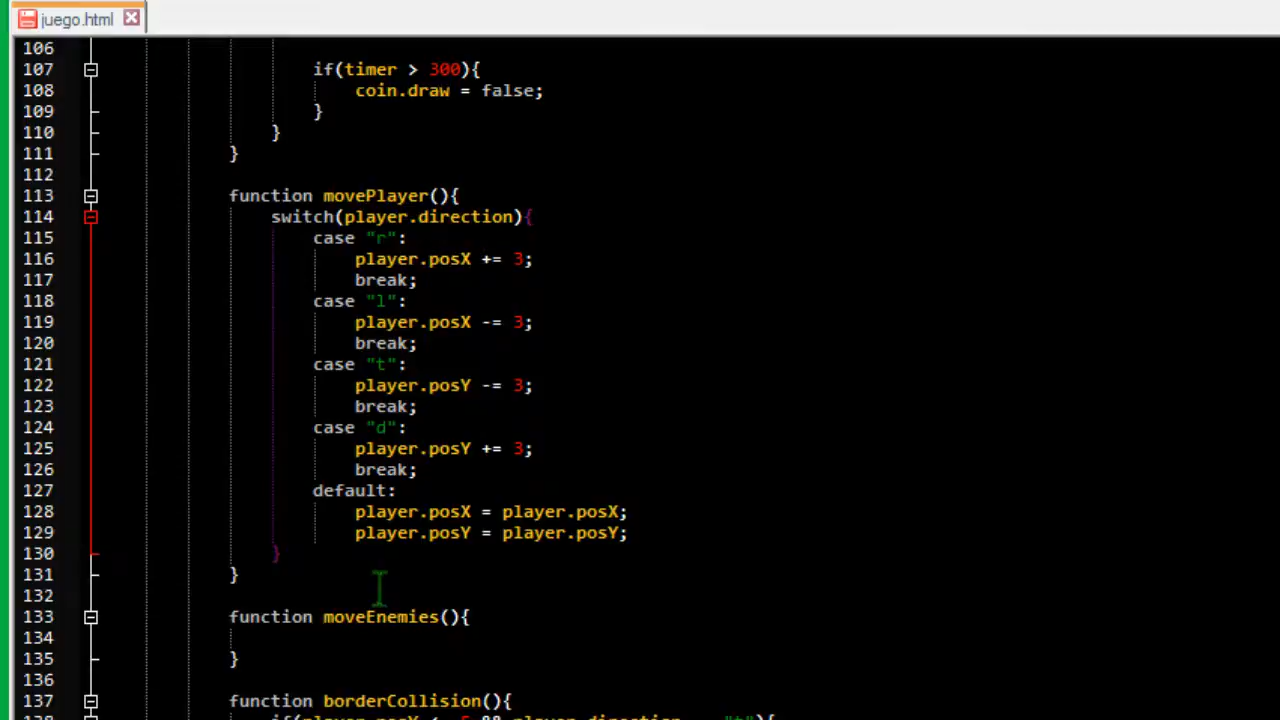 juego.html
106
107 if(timer > 300){
108 coin.draw = false;
109 }
110 }
111 }
112
113 function movePlayer(){
114 switch(player.direction){
115 case "r":
116 player.posX += 3;
117 break;
118 case "l":
119 player.posX -= 3;
120 break;
121 case "t":
122 player.posY -= 3;
123 break;
124 case "d":
125 player.posY += 3;
126 break;
127 default:
128 player.posX = player.posX;
129 player.posY = player.posY;
130 }
131 }
132
133 function moveEnemies(){
134
135 }
136
137 function borderCollision(){